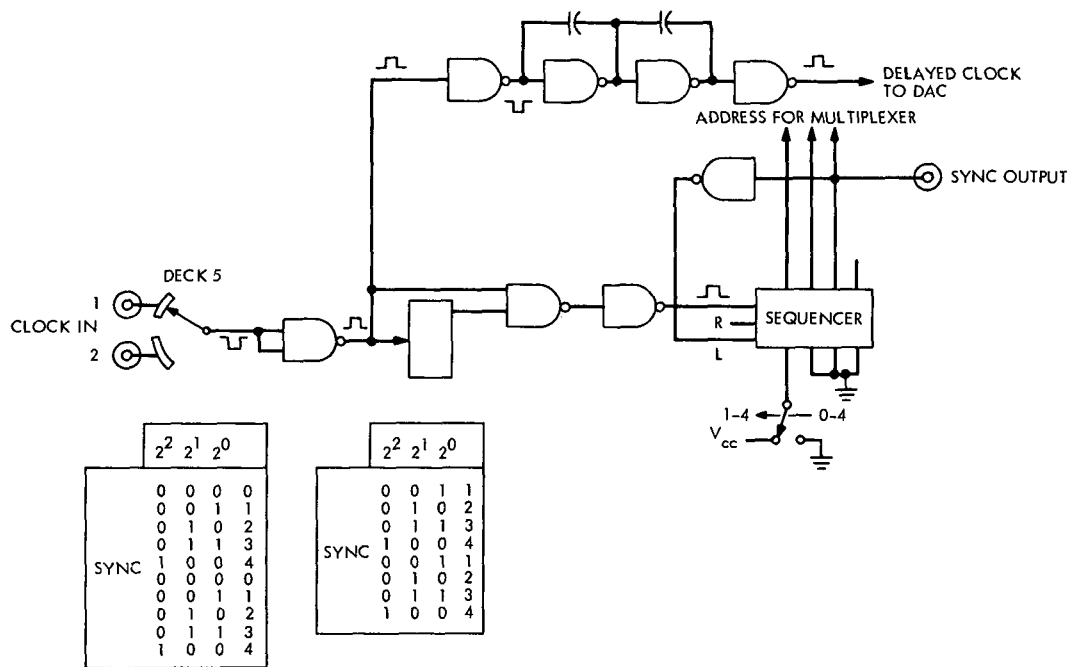 DELAYED CLOCK
TO DAC
ADDRESS FOR MULTIPLEXER
SYNC OUTPUT
DECK 5
1
CLOCK IN
2
R
L
SEQUENCER
1-4
0-4
Vcc
2² 2¹ 2⁰
0 0 0 0
0 0 1 1
0 1 0 2
0 1 1 3
SYNC 1 0 0 4
0 0 0 0
0 0 1 1
0 1 0 2
0 1 1 3
1 0 0 4
2² 2¹ 2⁰
0 0 1 1
0 1 0 2
0 1 1 3
SYNC 1 0 0 4
0 0 1 1
0 1 0 2
0 1 1 3
1 0 0 4